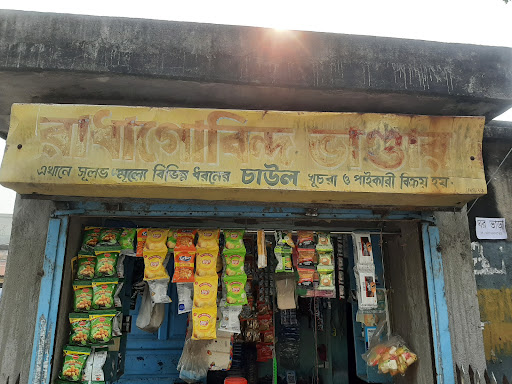 রাধাগোবিন্দ ভাণ্ডার
এখানে সুলভ মূল্যে বিভিন্ন ধরনের চাউল খুচরা ও পাইকারী বিক্রয় হয়